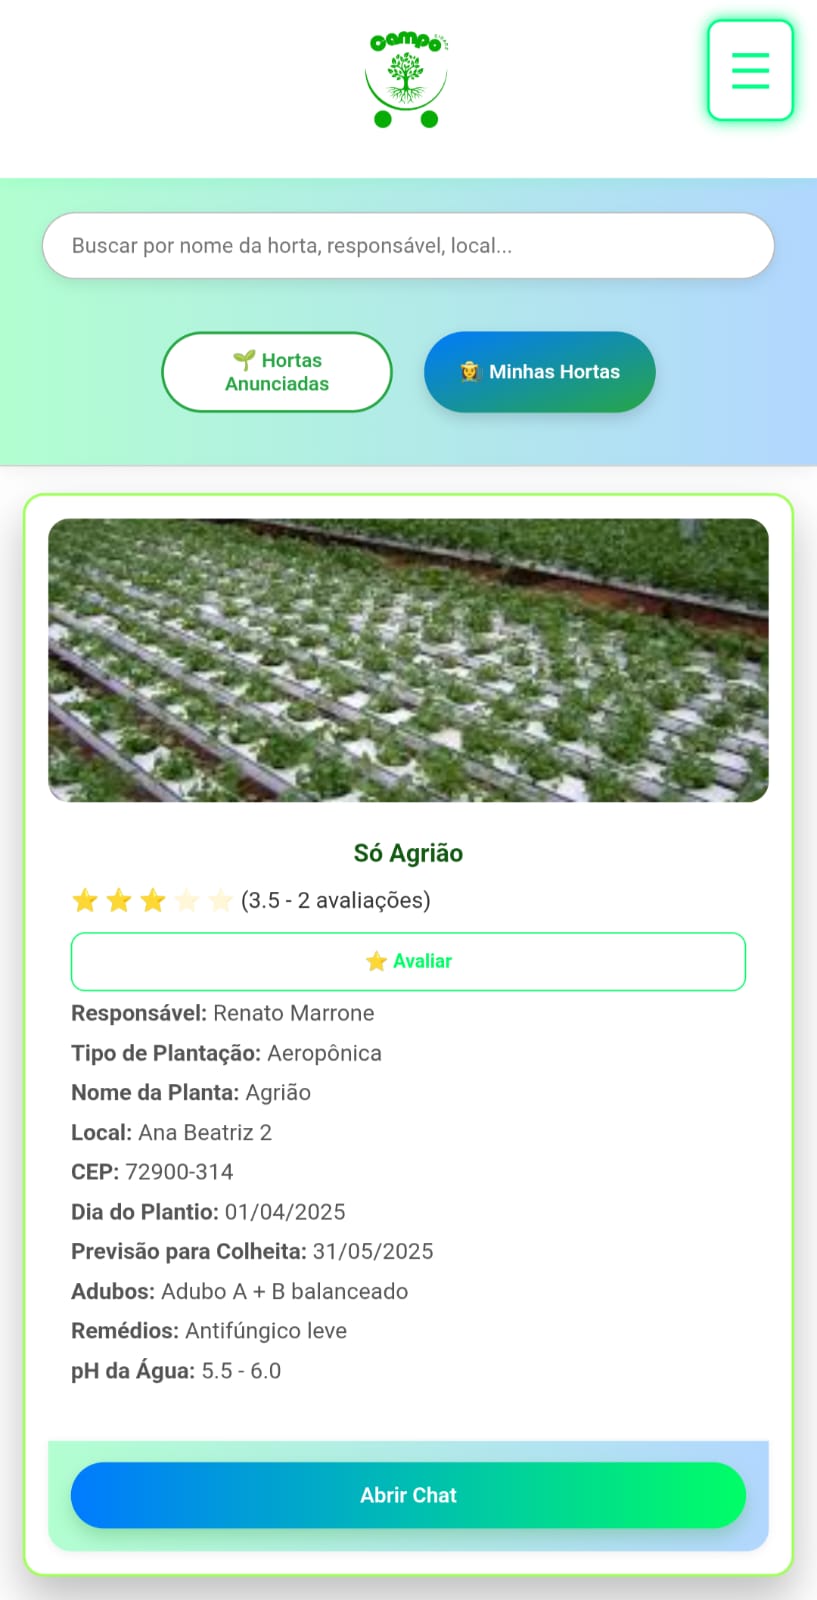 Campo
Buscar por nome da horta, responsável, local...
🌱 Hortas
Anunciadas
👩‍🌾 Minhas Hortas
Só Agrião
(3.5 - 2 avaliações)
⭐ Avaliar
Responsável: Renato Marrone
Tipo de Plantação: Aeropônica
Nome da Planta: Agrião
Local: Ana Beatriz 2
CEP: 72900-314
Dia do Plantio: 01/04/2025
Previsão para Colheita: 31/05/2025
Adubos: Adubo A + B balanceado
Remédios: Antifúngico leve
pH da Água: 5.5 - 6.0
Abrir Chat